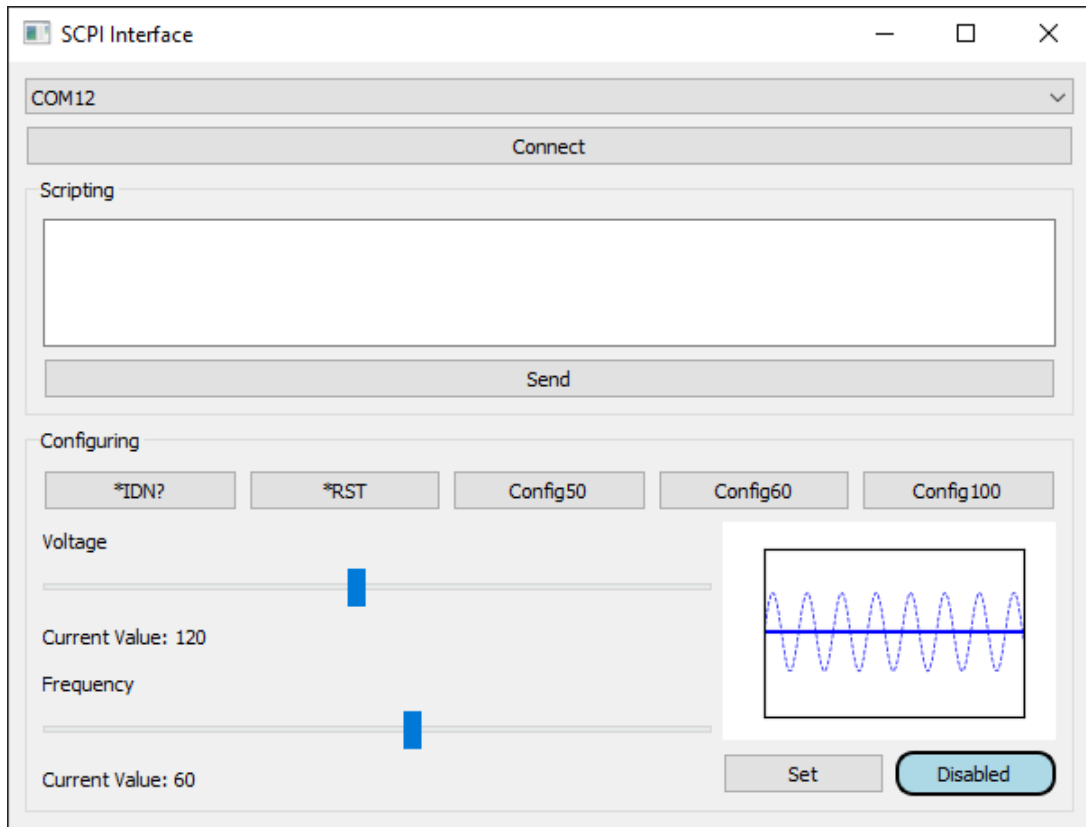 SCPI Interface
COM12
Connect
Scripting
Send
Configuring
*IDN?
*RST
Config50
Config60
Config100
Voltage
Current Value: 120
Frequency
Current Value: 60
Set
Disabled